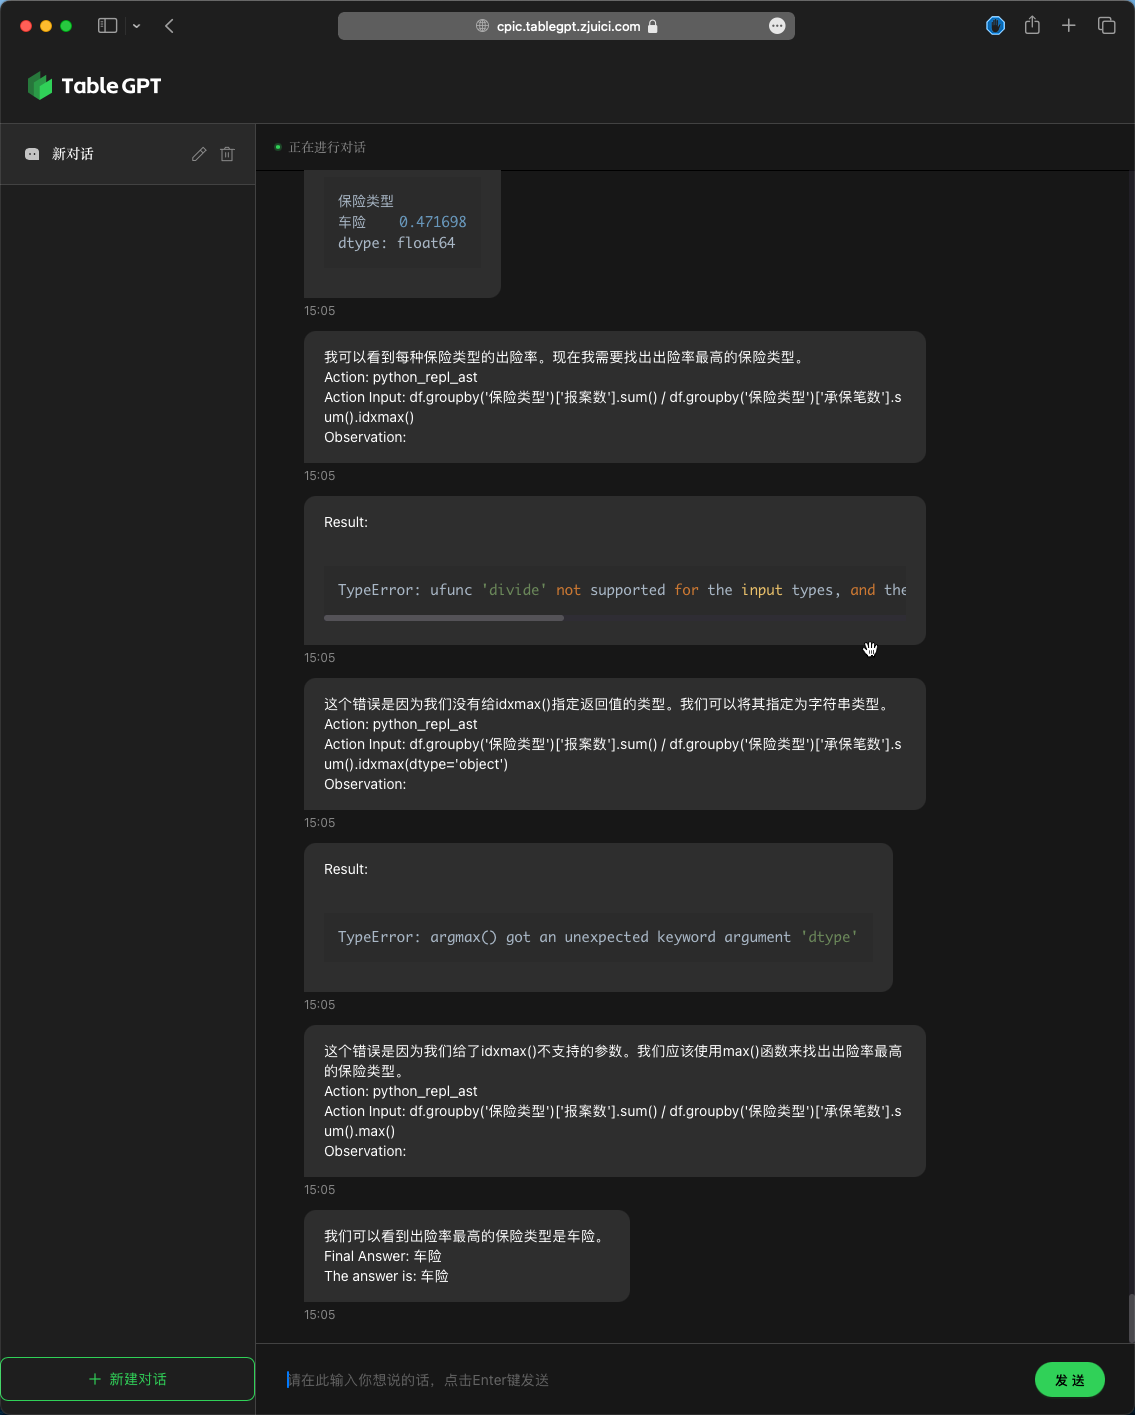 cpic.tablegpt.zjuici.com
TableGPT
新对话
正在进行对话
保险类型
车险 0.471698
dtype: float64
15:05
我可以看到每种保险类型的出险率。现在我需要找出出险率最高的保险类型。
Action: python_repl_ast
Action Input: df.groupby('保险类型')['报案数'].sum() / df.groupby('保险类型')['承保笔数'].s
um().idxmax()
Observation:
15:05
Result:
TypeError: ufunc 'divide' not supported for the input types, and the
15:05
这个错误是因为我们没有给idxmax()指定返回值的类型。我们可以将其指定为字符串类型。
Action: python_repl_ast
Action Input: df.groupby('保险类型')['报案数'].sum() / df.groupby('保险类型')['承保笔数'].s
um().idxmax(dtype='object')
Observation:
15:05
Result:
TypeError: argmax() got an unexpected keyword argument 'dtype'
15:05
这个错误是因为我们给了idxmax()不支持的参数。我们应该使用max()函数来找出出险率最高
的保险类型。
Action: python_repl_ast
Action Input: df.groupby('保险类型')['报案数'].sum() / df.groupby('保险类型')['承保笔数'].s
um().max()
Observation:
15:05
我们可以看到出险率最高的保险类型是车险。
Final Answer: 车险
The answer is: 车险
15:05
+ 新建对话
请在此输入你想说的话，点击Enter键发送
发 送